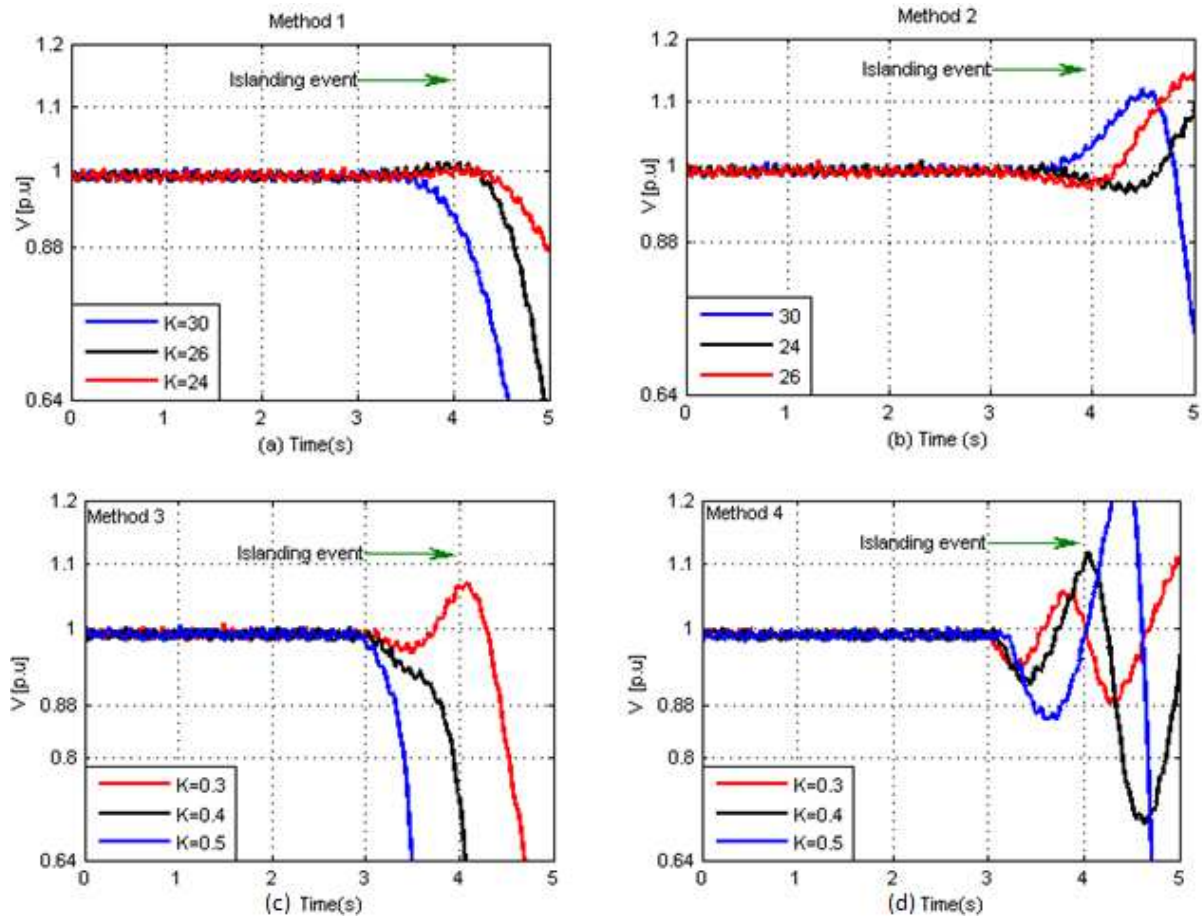 Method 1
1.2
Islanding event
1.1
1
V [p.u]
0.88
K=30
K=26
K=24
0.64
0 1 2 3 4 5
(a) Time(s)
Method 2
1.2
Islanding event
1.1
1
V [p.u]
0.88
30
24
26
0.64
0 1 2 3 4 5
(b) Time (s)
1.2
Method 3
Islanding event
1.1
1
V [p.u]
0.88
0.8
K=0.3
K=0.4
K=0.5
0.64
0 1 2 3 4 5
(c) Time(s)
1.2
Method 4
Islanding event
1.1
1
V [p.u]
0.88
0.8
K=0.3
K=0.4
K=0.5
0.64
0 1 2 3 4 5
(d) Time(s)